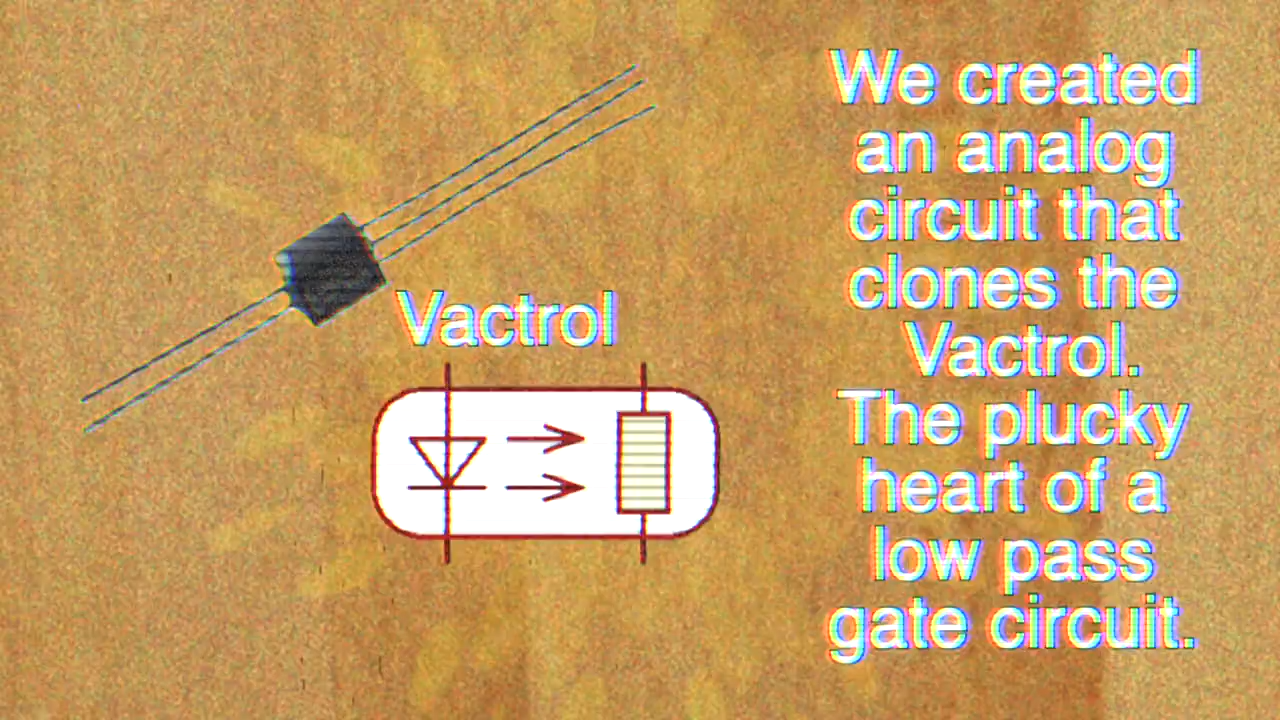 Vactrol
We created
an analog
circuit that
clones the
Vactrol.
The plucky
heart of a
low pass
gate circuit.